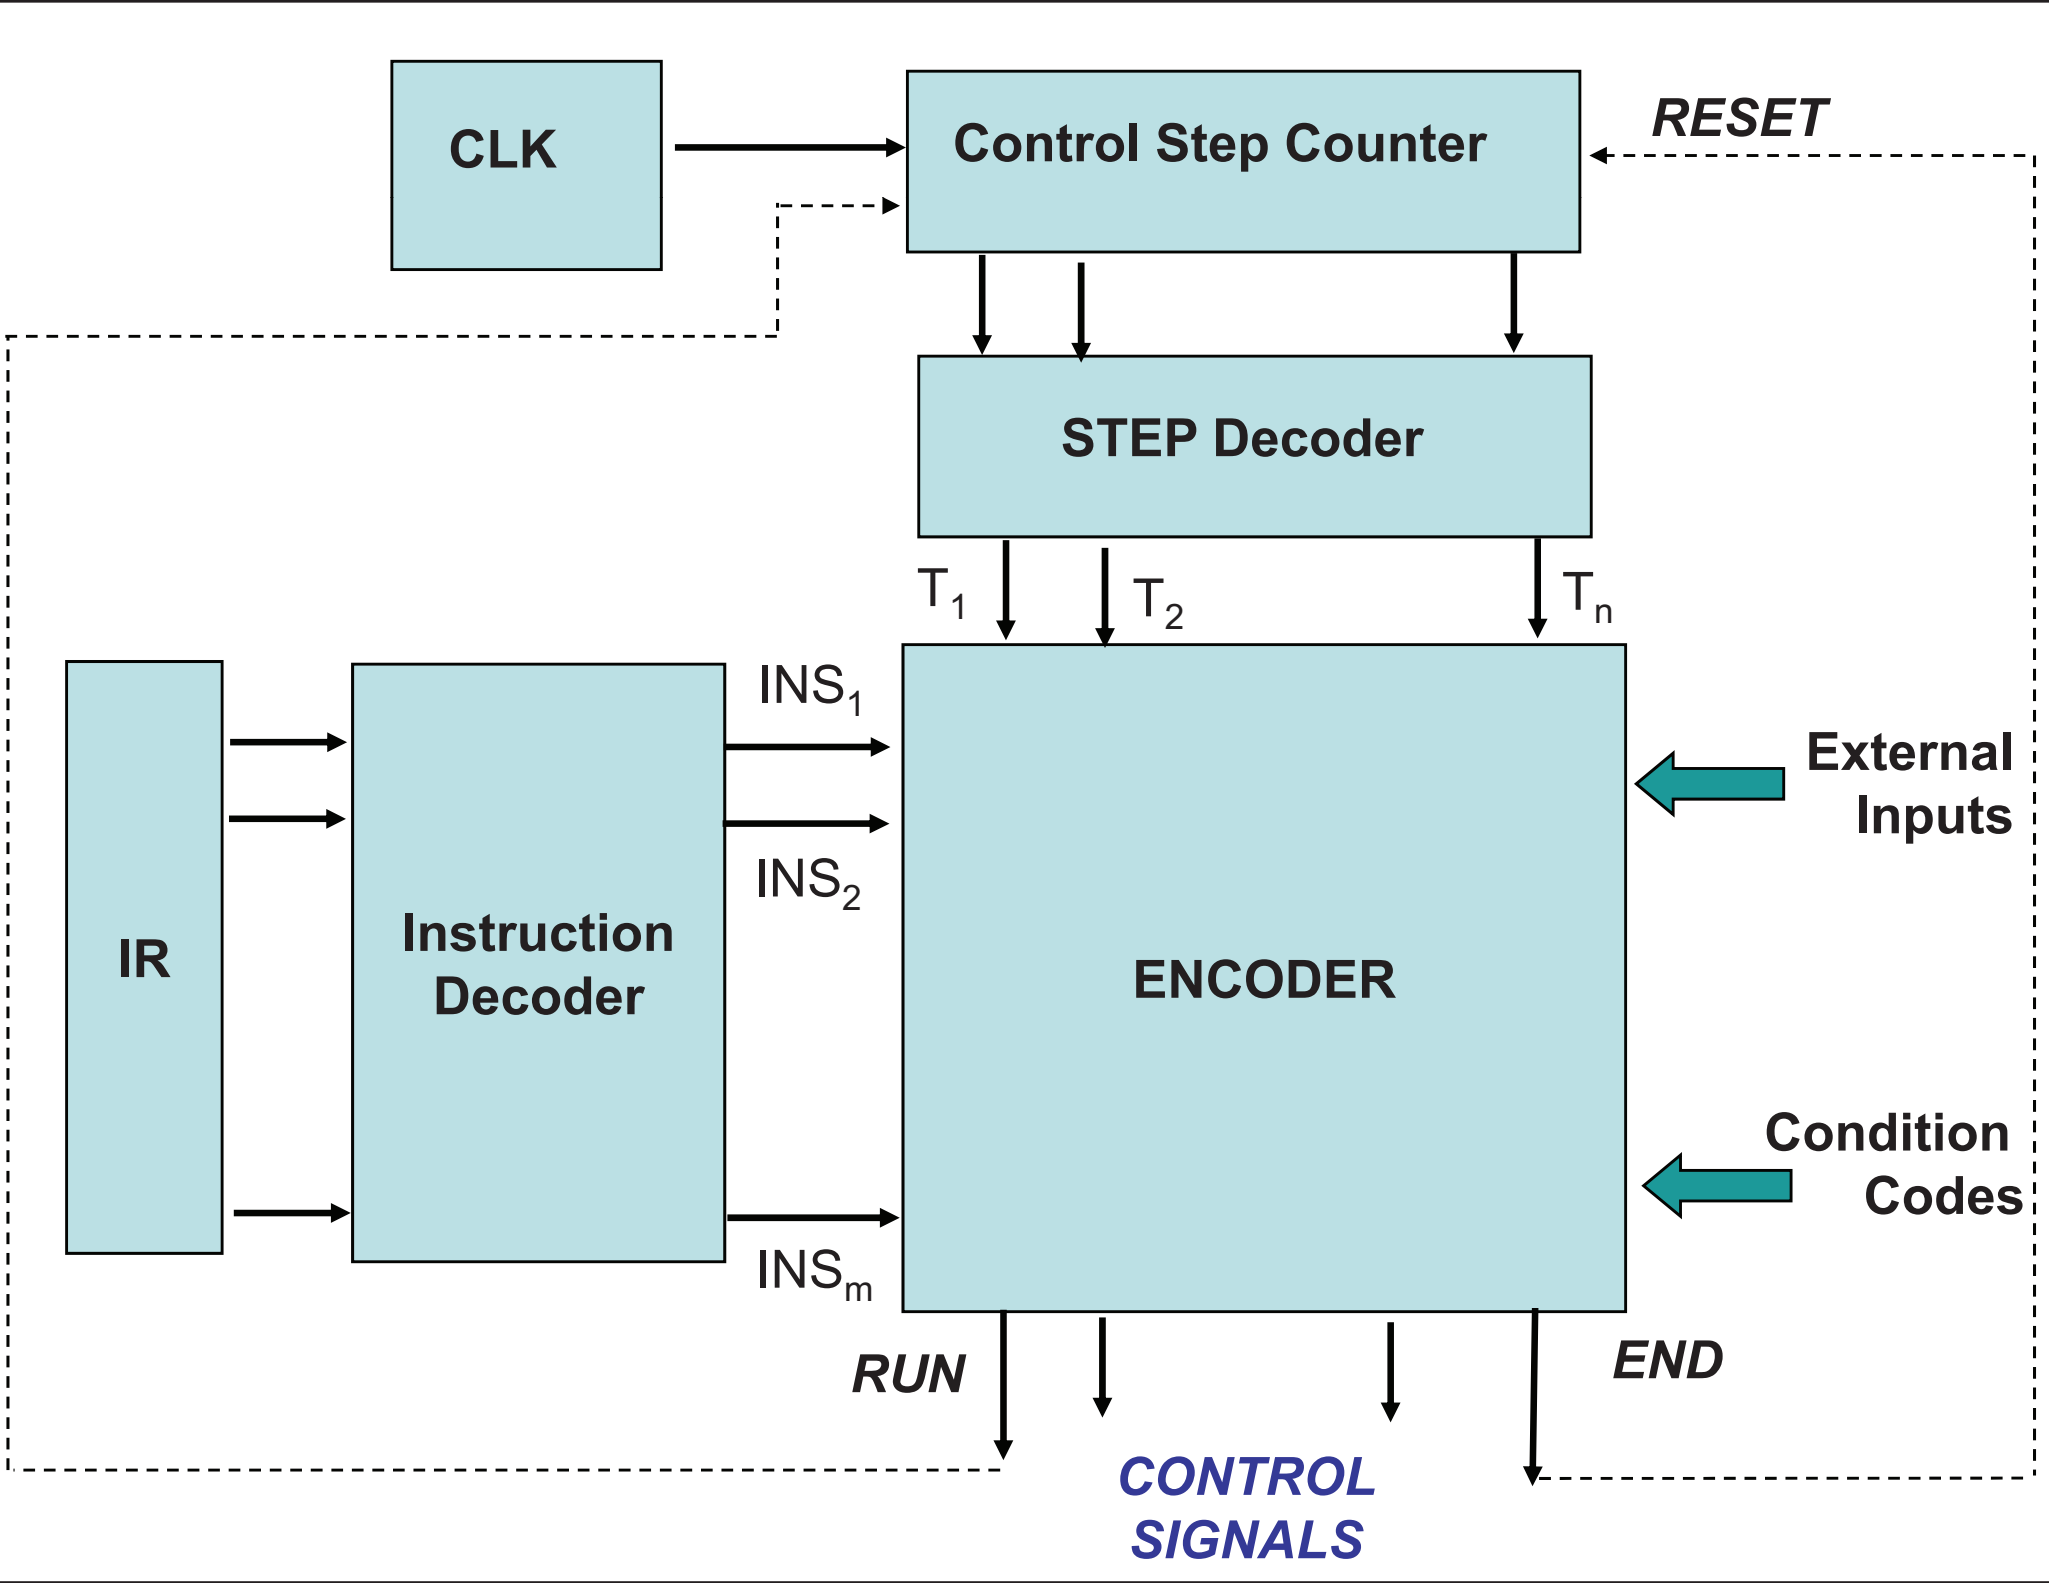 CLK
Control Step Counter
RESET
STEP Decoder
T1
T2
Tn
INS1
INS2
INSm
IR
Instruction
Decoder
ENCODER
External
Inputs
Condition
Codes
RUN
END
CONTROL
SIGNALS